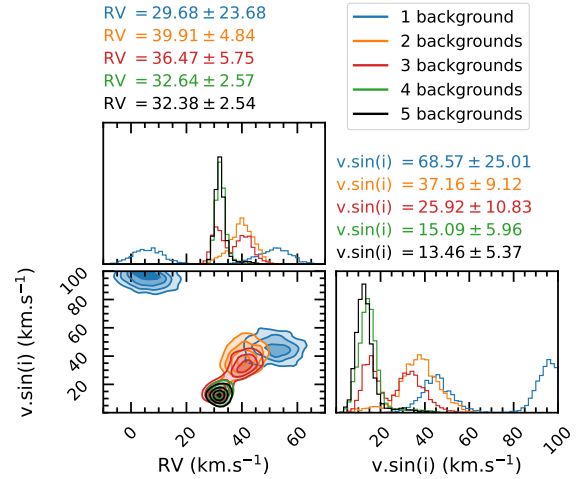 RV = 29.68 ± 23.68
RV = 39.91 ± 4.84
RV = 36.47 ± 5.75
RV = 32.64 ± 2.57
RV = 32.38 ± 2.54
1 background
2 backgrounds
3 backgrounds
4 backgrounds
5 backgrounds
v.sin(i) = 68.57 ± 25.01
v.sin(i) = 37.16 ± 9.12
v.sin(i) = 25.92 ± 10.83
v.sin(i) = 15.09 ± 5.96
v.sin(i) = 13.46 ± 5.37
v.sin(i) (km.s⁻¹)
100
80
60
40
20
0
20
40
60
RV (km.s⁻¹)
20
40
60
80
100
v.sin(i) (km.s⁻¹)